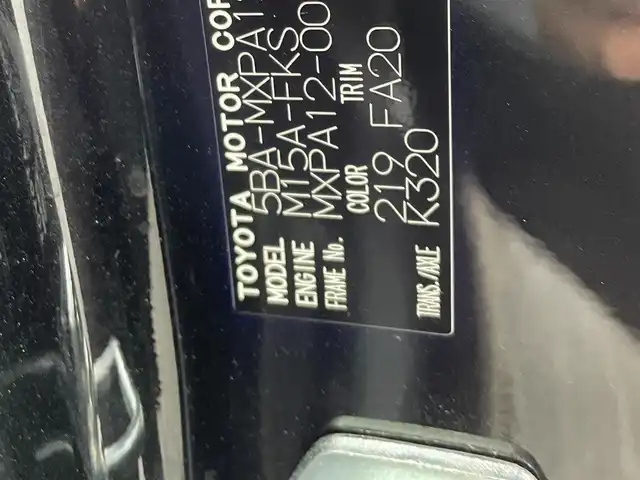 TOYOTA MOTOR COR
MODEL 5BA-MXPA1
ENGINE M15A-FKS
FRAME No. MXPA12-00
COLOR TRIM
219 FA20
TRANS./AXLE K320